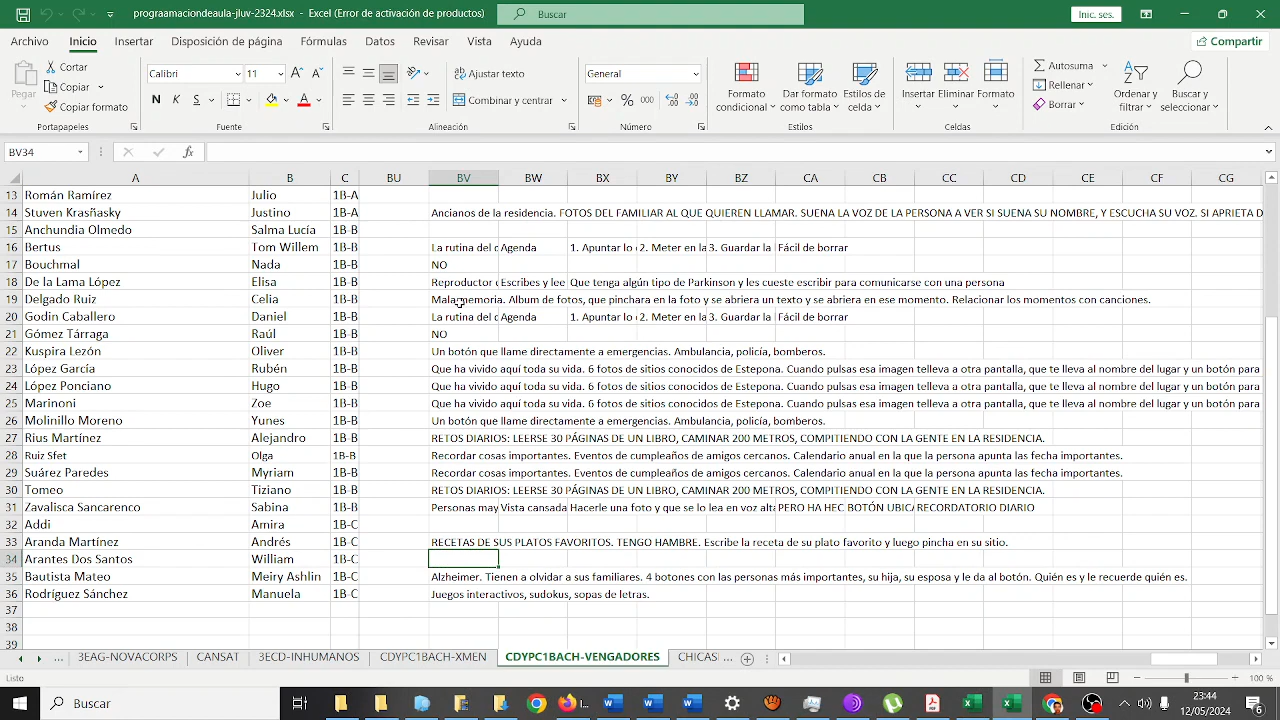 programaciondeaula-jluv-2324.xlsx - Excel (Error de activación de productos)
Buscar
Inic. ses.
Archivo Inicio Insertar Disposición de página Fórmulas Datos Revisar Vista Ayuda
Compartir
Pegar
Cortar
Copiar
Copiar formato
Portapapeles
Calibri 11
N K S
Fuente
Ajustar texto
Combinar y centrar
Alineación
General
% 000
Número
Formato condicional
Dar formato como tabla
Estilos de celda
Estilos
Insertar Eliminar Formato
Celdas
Autosuma
Rellenar
Borrar
Ordenar y filtrar
Buscar y seleccionar
Edición
BV34
fx
A B C BU BV BW BX BY BZ CA CB CC CD CE CF CG
13 Román Ramírez Julio 1B-A
14 Stuven Krasñasky Justino 1B-A Ancianos de la residencia. FOTOS DEL FAMILIAR AL QUE QUIEREN LLAMAR. SUENA LA VOZ DE LA PERSONA A VER SI SUENA SU NOMBRE, Y ESCUCHA SU VOZ. SI APRIETA D
15 Anchundia Olmedo Salma Lucía 1B-B
16 Bertus Tom Willem 1B-B La rutina del c Agenda 1. Apuntar lo 2. Meter en la 3. Guardar la Fácil de borrar
17 Bouchmal Nada 1B-B NO
18 De la Lama López Elisa 1B-B Reproductor c Escribes y lee Que tenga algún tipo de Parkinson y les cueste escribir para comunicarse con una persona
19 Delgado Ruiz Celia 1B-B Mala memoria. Album de fotos, que pinchara en la foto y se abriera un texto y se abriera en ese momento. Relacionar los momentos con canciones.
20 Godin Caballero Daniel 1B-B La rutina del c Agenda 1. Apuntar lo 2. Meter en la 3. Guardar la Fácil de borrar
21 Gómez Tárraga Raúl 1B-B NO
22 Kuspira Lezón Oliver 1B-B Un botón que llame directamente a emergencias. Ambulancia, policía, bomberos.
23 López García Rubén 1B-B Que ha vivido aquí toda su vida. 6 fotos de sitios conocidos de Estepona. Cuando pulsas esa imagen telleva a otra pantalla, que te lleva al nombre del lugar y un botón para
24 López Ponciano Hugo 1B-B Que ha vivido aquí toda su vida. 6 fotos de sitios conocidos de Estepona. Cuando pulsas esa imagen telleva a otra pantalla, que te lleva al nombre del lugar y un botón para
25 Marinoni Zoe 1B-B Que ha vivido aquí toda su vida. 6 fotos de sitios conocidos de Estepona. Cuando pulsas esa imagen telleva a otra pantalla, que te lleva al nombre del lugar y un botón para
26 Molinillo Moreno Yunes 1B-B Un botón que llame directamente a emergencias. Ambulancia, policía, bomberos.
27 Rius Martínez Alejandro 1B-B RETOS DIARIOS: LEERSE 30 PÁGINAS DE UN LIBRO, CAMINAR 200 METROS, COMPITIENDO CON LA GENTE EN LA RESIDENCIA.
28 Ruiz Sfet Olga 1B-B Recordar cosas importantes. Eventos de cumpleaños de amigos cercanos. Calendario anual en la que la persona apunta las fecha importantes.
29 Suárez Paredes Myriam 1B-B Recordar cosas importantes. Eventos de cumpleaños de amigos cercanos. Calendario anual en la que la persona apunta las fecha importantes.
30 Tomeo Tiziano 1B-B RETOS DIARIOS: LEERSE 30 PÁGINAS DE UN LIBRO, CAMINAR 200 METROS, COMPITIENDO CON LA GENTE EN LA RESIDENCIA.
31 Zavalisca Sancarenco Sabina 1B-B Personas may Vista cansada Hacerle una foto y que se lo lea en voz alta PERO HA HEC BOTÓN UBICA RECORDATORIO DIARIO
32 Addi Amira 1B-C
33 Aranda Martínez Andrés 1B-C RECETAS DE SUS PLATOS FAVORITOS. TENGO HAMBRE. Escribe la receta de su plato favorito y luego pincha en su sitio.
34 Arantes Dos Santos William 1B-C
35 Bautista Mateo Meiry Ashlin 1B-C Alzheimer. Tienen a olvidar a sus familiares. 4 botones con las personas más importantes, su hija, su esposa y le da al botón. Quién es y le recuerde quién es.
36 Rodríguez Sánchez Manuela 1B-C Juegos interactivos, sudokus, sopas de letras.
37
38
39
... 3EAG-NOVACORPS CANSAT 3ECD-INHUMANOS CDYPC1BACH-XMEN CDYPC1BACH-VENGADORES CHICAS ...
Listo
100 %
Buscar
23:44
12/05/2024
6